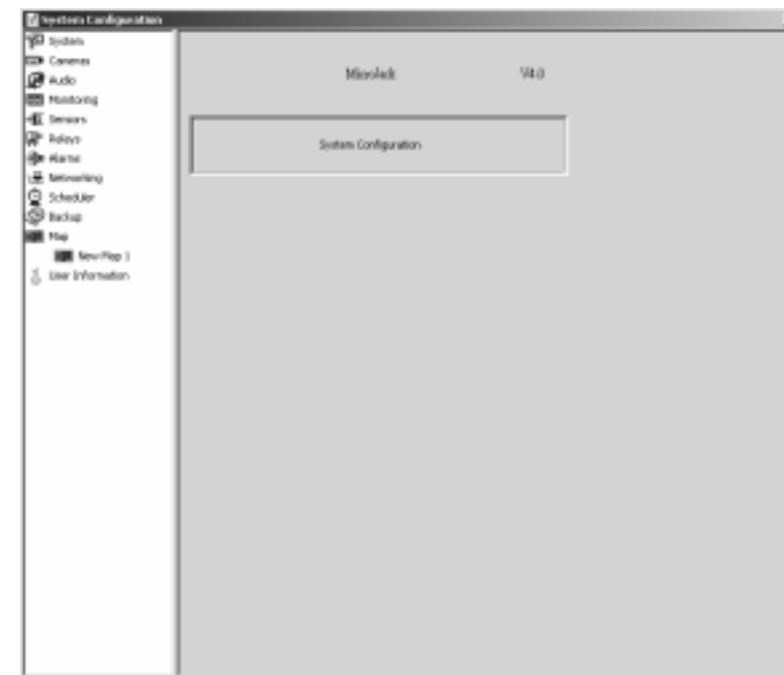 System Configuration
System
Cameras
Audio
Monitoring
Sensors
Relays
Alarms
Networking
Scheduler
Backup
Map
New Map 1
User Information
V4.0
System Configuration